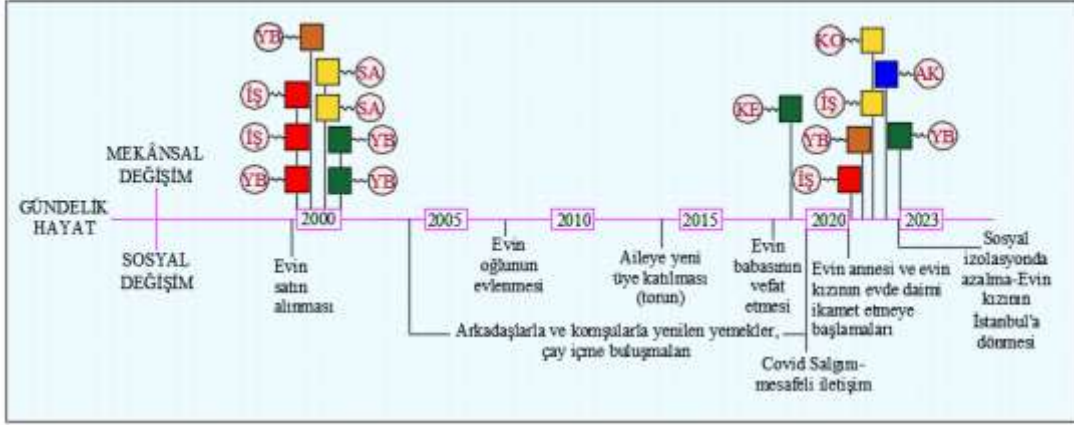 YB
KO
SA
AK
İŞ
İŞ
SA
KE
İŞ
YB
YB
YB
YB
YB
YB
İŞ
MEKÂNSAL
DEĞİŞİM
GÜNDELİK
HAYAT
2000
2005
2010
2015
2020
2023
SOSYAL
DEĞİŞİM
Evin
satın
alınması
Evin
oğlunun
evlenmesi
Aileye yeni
üye katılması
(torun)
Evin
babasının
vefat
etmesi
Evin annesi ve evin
kızının evde daimi
ikamet etmeye
başlamaları
Sosyal
izolasyonda
azalma-Evin
kızının
İstanbul'a
dönmesi
Arkadaşlarla ve komşularla yenilen yemekler,
çay içme buluşmaları
Covid Salgını-
mesafeli iletişim